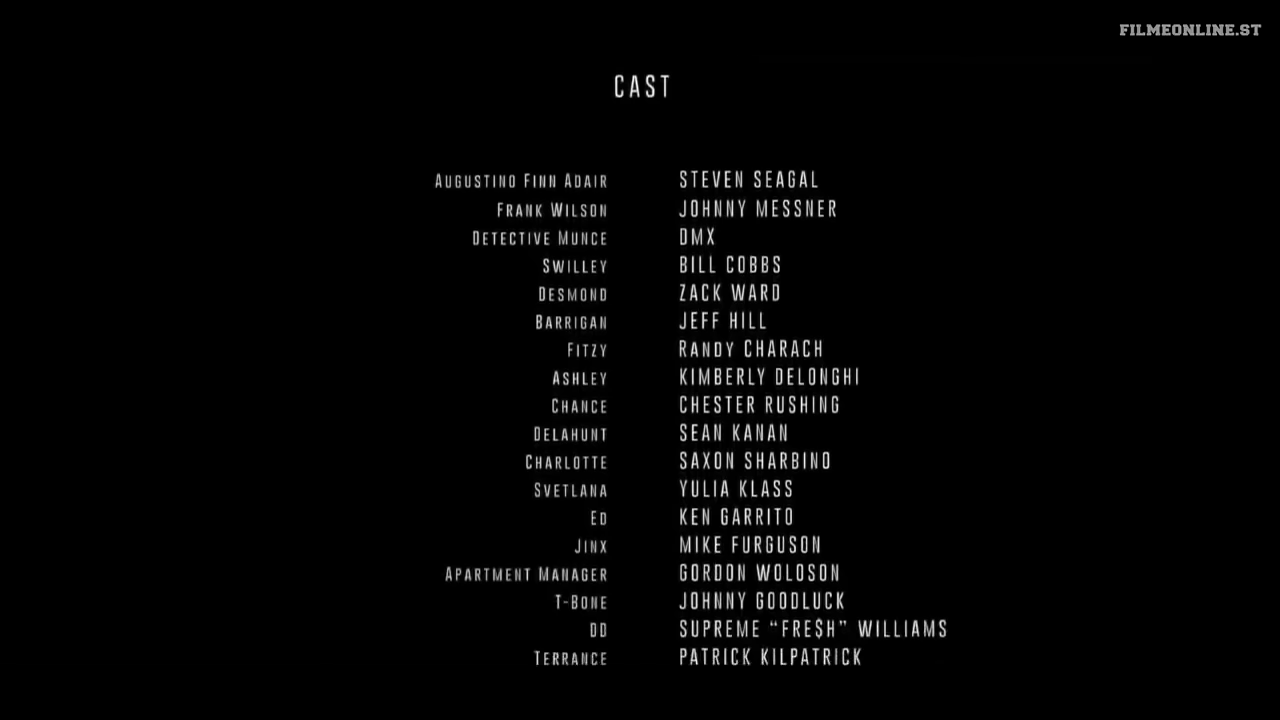 FILMEONLINE.ST
CAST
Augustino Finn Adair STEVEN SEAGAL
Frank Wilson JOHNNY MESSNER
Detective Munce DMX
Swilley BILL COBBS
Desmond ZACK WARD
Barrigan JEFF HILL
Fitzy RANDY CHARACH
Ashley KIMBERLY DELONGHI
Chance CHESTER RUSHING
Delahunt SEAN KANAN
Charlotte SAXON SHARBINO
Svetlana YULIA KLASS
Ed KEN GARRITO
Jinx MIKE FURGUSON
Apartment Manager GORDON WOLOSON
T-Bone JOHNNY GOODLUCK
DD SUPREME “FRE$H” WILLIAMS
Terrance PATRICK KILPATRICK